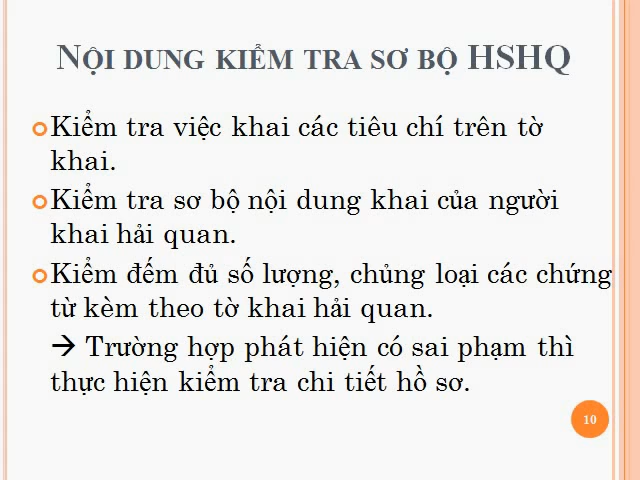 NỘI DUNG KIỂM TRA SƠ BỘ HSHQ
Kiểm tra việc khai các tiêu chí trên tờ
khai.
Kiểm tra sơ bộ nội dung khai của người
khai hải quan.
Kiểm đếm đủ số lượng, chủng loại các chứng
từ kèm theo tờ khai hải quan.
→ Trường hợp phát hiện có sai phạm thì
thực hiện kiểm tra chi tiết hồ sơ.
10